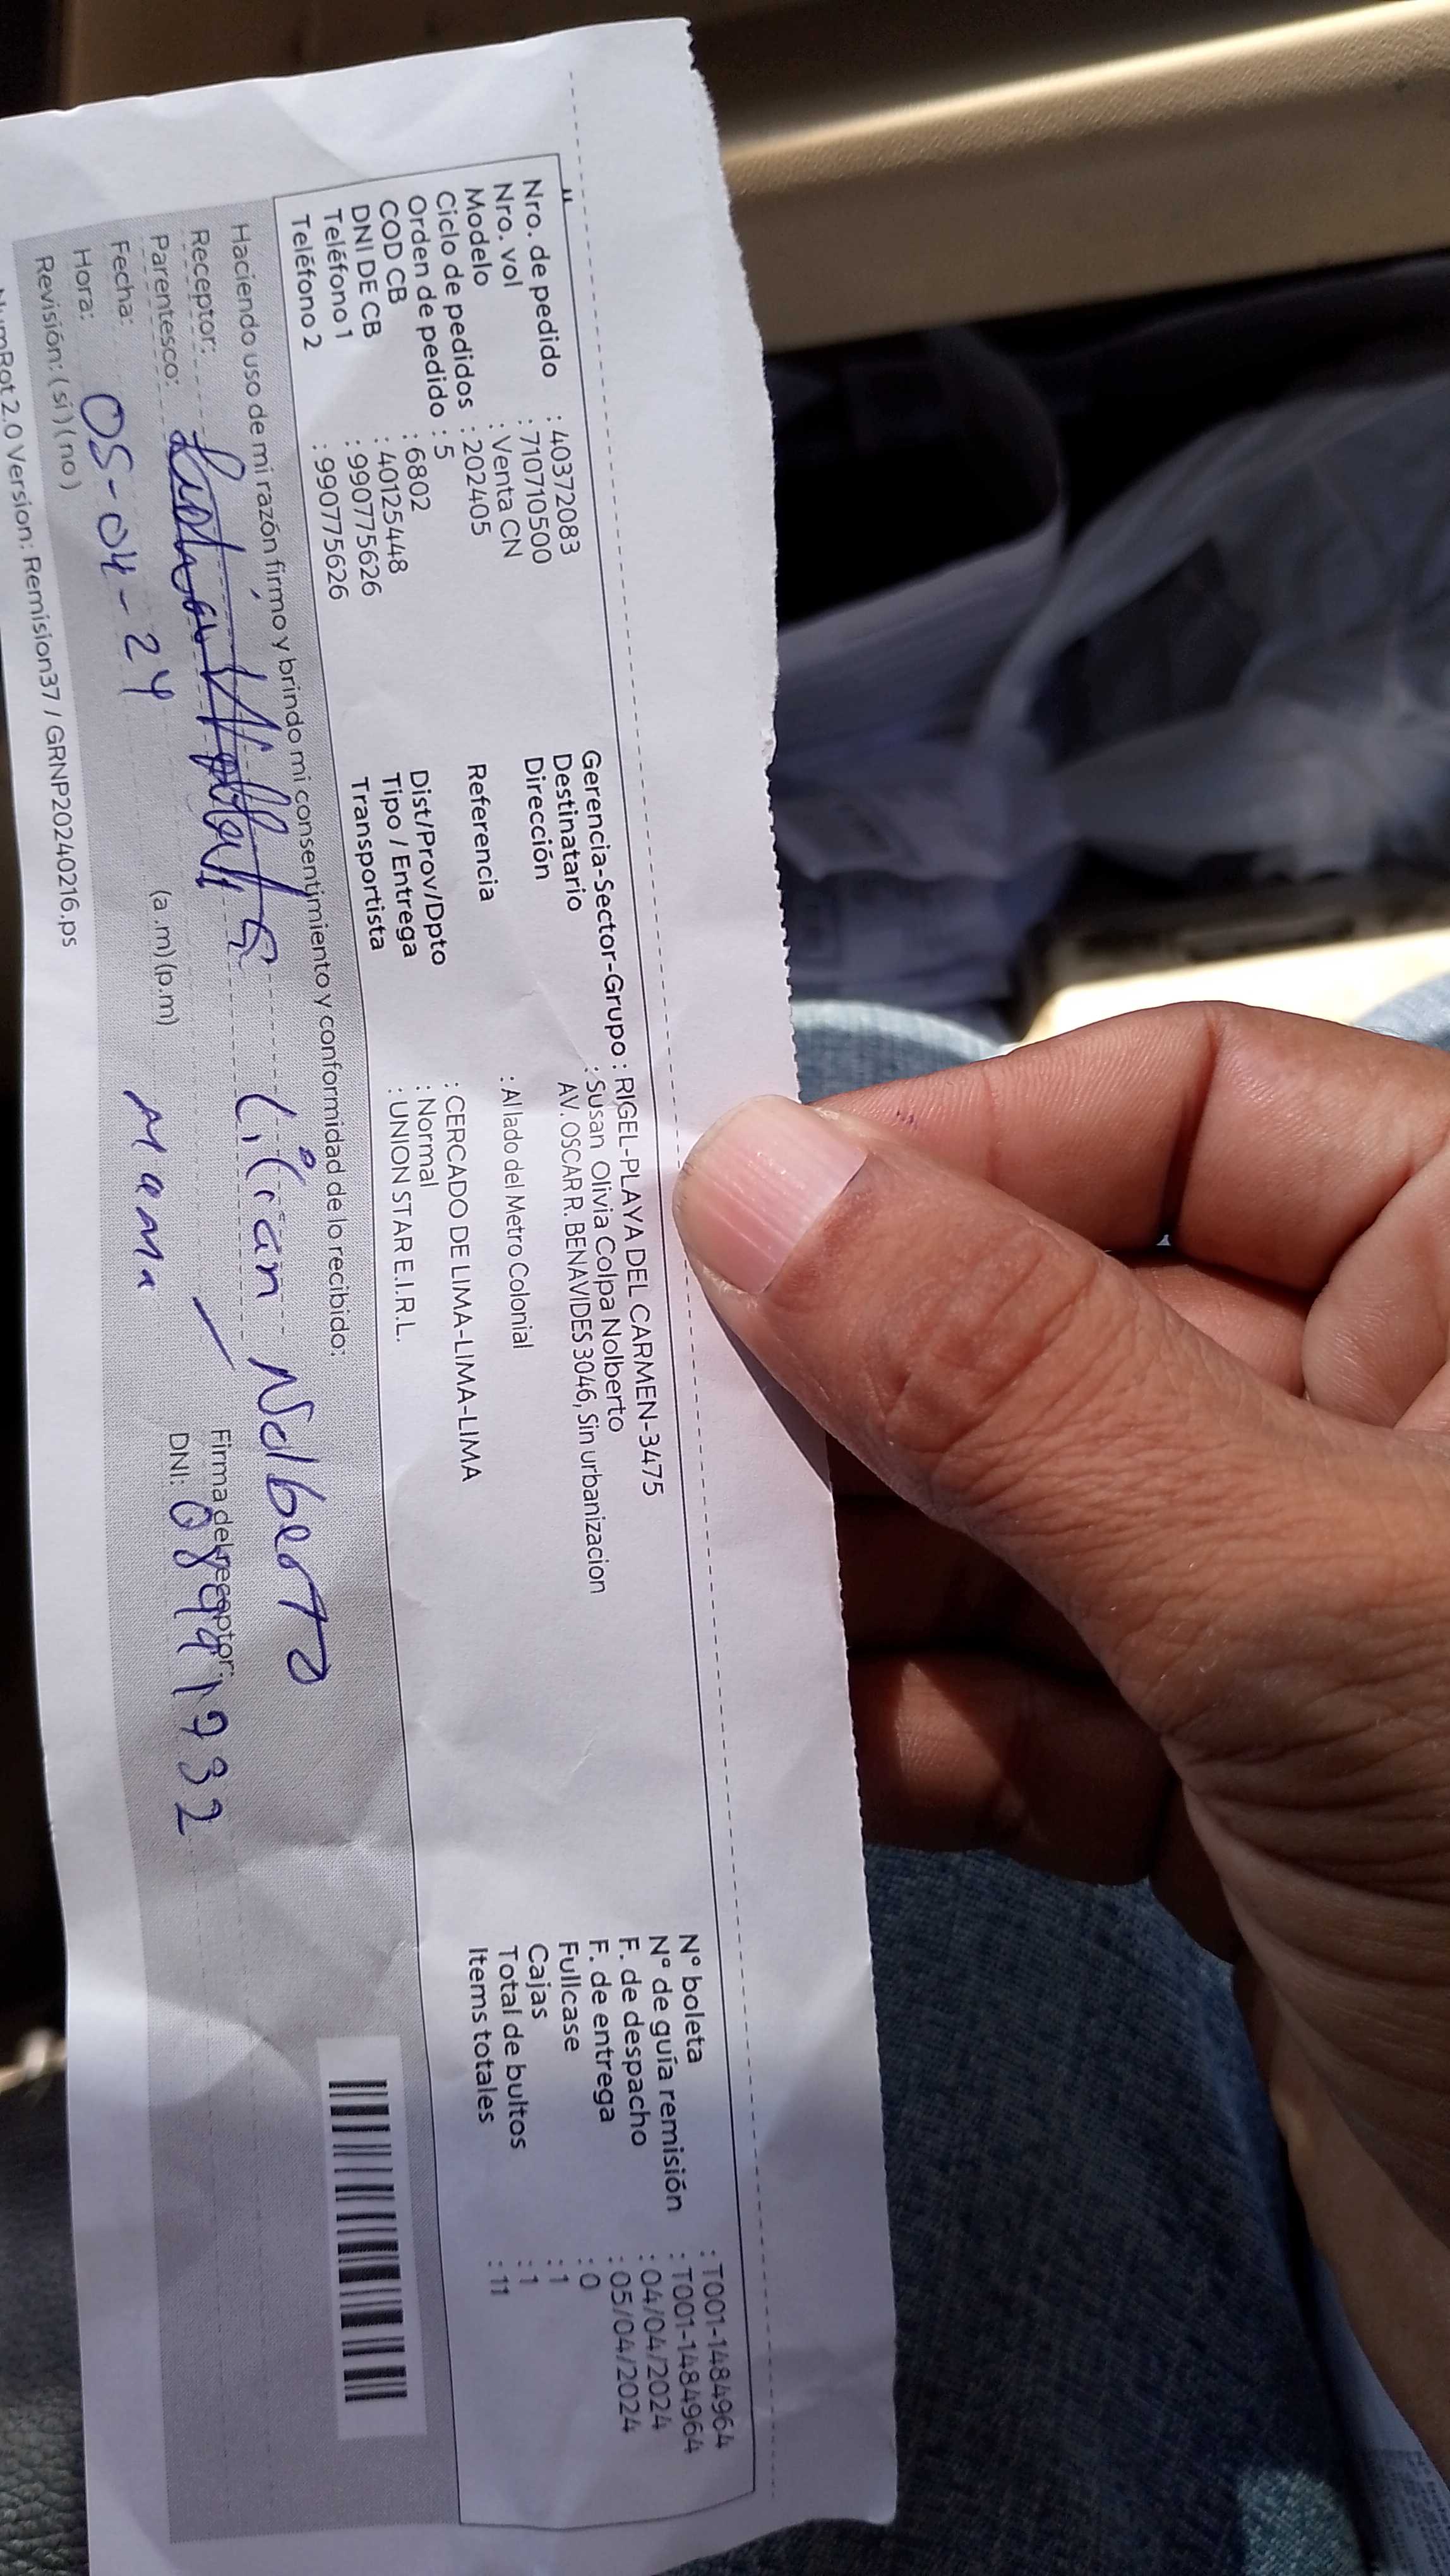 Nro. de pedido : 40372083
Nro. vol : 710710500
Modelo : Venta CN
Ciclo de pedidos : 202405
Orden de pedido : 5
COD CB : 6802
DNI DE CB : 40125448
Teléfono 1 : 990775626
Teléfono 2 : 990775626
Gerencia-Sector-Grupo : RIGEL-PLAYA DEL CARMEN-3475
Destinatario : Susan Olivia Colpa Nolberto
Dirección AV. OSCAR R. BENAVIDES 3046, Sin urbanizacion
Referencia : Al lado del Metro Colonial
Dist/Prov/Dpto : CERCADO DE LIMA-LIMA-LIMA
Tipo / Entrega : Normal
Transportista : UNION STAR E.I.R.L.
N° boleta : T001-1484964
N° de guía remisión : T001-1484964
F. de despacho : 04/04/2024
F. de entrega : 05/04/2024
Fullcase : 0
Cajas : 1
Total de bultos : 1
Items totales : 11
Haciendo uso de mi razón firmo y brindo mi consentimiento y conformidad de lo recibido:
Receptor: Lilian Nolberto
Parentesco: Mama
Firma del receptor:
Fecha: 05-04-24
DNI:
Hora: (a.m)(p.m)
Revisión: (si) (no)
Version: Remision37 / GRNP20240216.ps